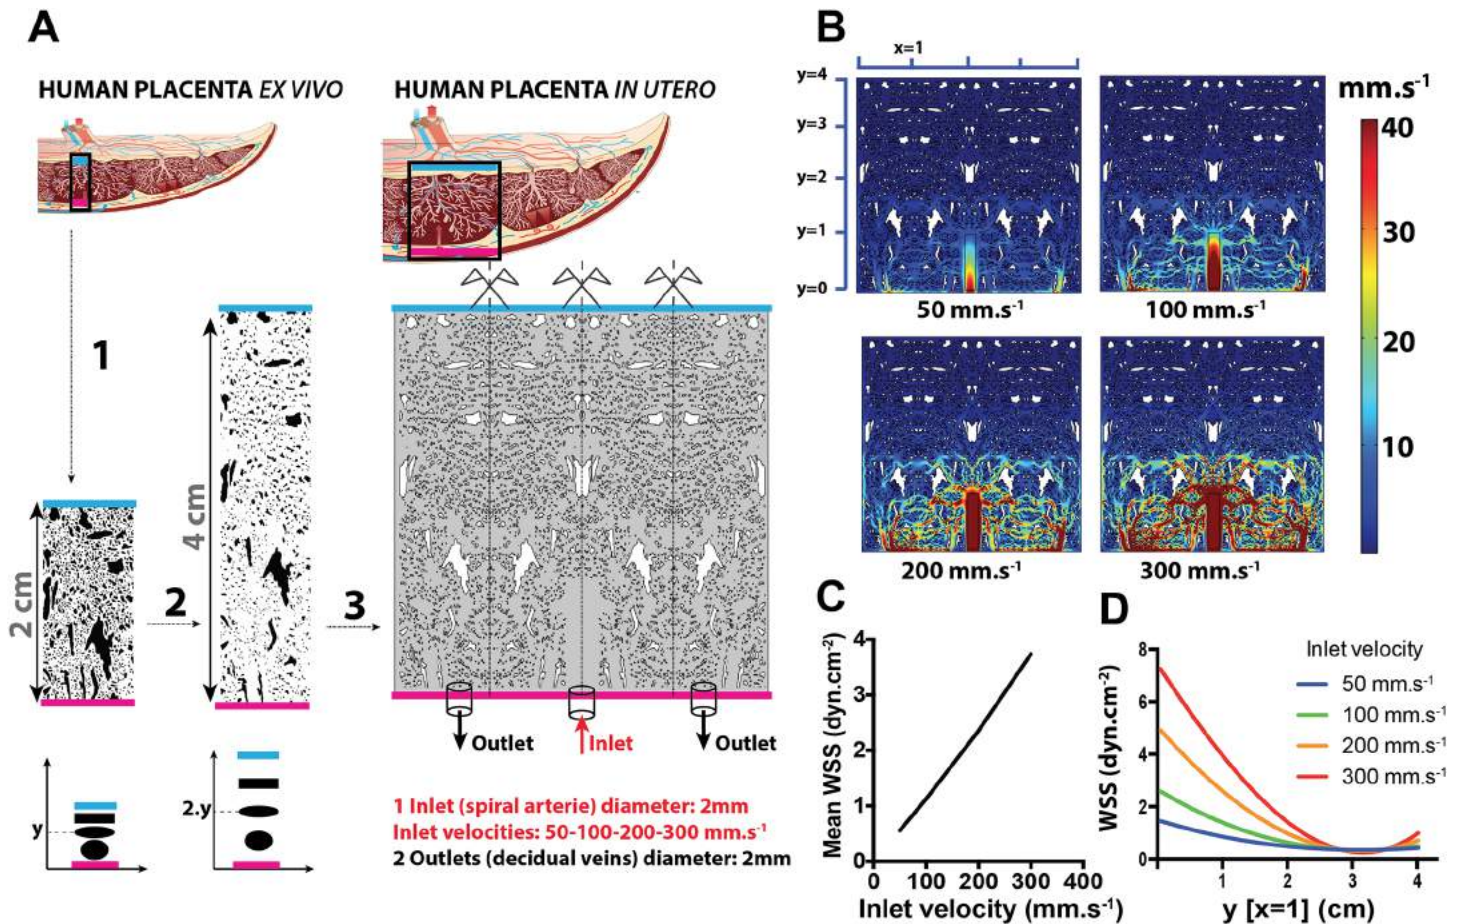 A
HUMAN PLACENTA EX VIVO
HUMAN PLACENTA IN UTERO
1
2 cm
2
4 cm
3
Outlet
Inlet
Outlet
y
2.y
1 Inlet (spiral arterie) diameter: 2mm
Inlet velocities: 50-100-200-300 mm.s⁻¹
2 Outlets (decidual veins) diameter: 2mm
B
x=1
y=4
y=3
y=2
y=1
y=0
50 mm.s⁻¹
100 mm.s⁻¹
200 mm.s⁻¹
300 mm.s⁻¹
mm.s⁻¹
40
30
20
10
C
Mean WSS (dyn.cm⁻²)
4
3
2
1
0
0 100 200 300 400
Inlet velocity (mm.s⁻¹)
D
WSS (dyn.cm⁻²)
8
6
4
2
0
1 2 3 4
y [x=1] (cm)
Inlet velocity
50 mm.s⁻¹
100 mm.s⁻¹
200 mm.s⁻¹
300 mm.s⁻¹